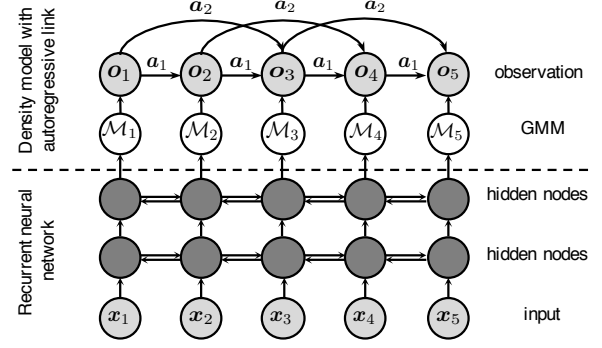 a₂ a₂ a₂
Density model with
autoregressive link
o₁ a₁ o₂ a₁ o₃ a₁ o₄ a₁ o₅ observation
ℳ₁ ℳ₂ ℳ₃ ℳ₄ ℳ₅ GMM
Recurrent neural
network
hidden nodes
hidden nodes
x₁ x₂ x₃ x₄ x₅ input